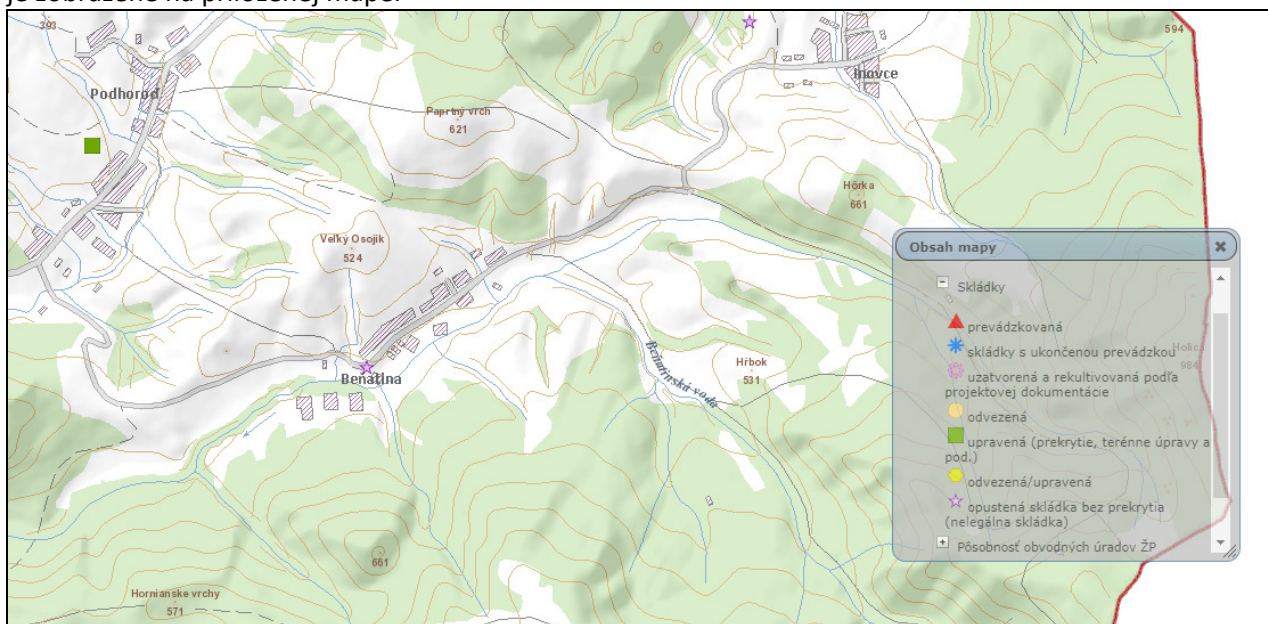 je zobrazené na priloženej mape.
393
594
Podhoroď
Inovce
Paprtný vrch
621
Hôrka
661
Veľký Osojík
524
Obsah mapy
Skládky
prevádzkovaná
skládky s ukončenou prevádzkou
Holica
984
uzatvorená a rekultivovaná podľa
projektovej dokumentácie
odvezená
upravená (prekrytie, terénne úpravy a
pod.)
odvezená/upravená
opustená skládka bez prekrytia
(nelegálna skládka)
Pôsobnosť obvodných úradov ŽP
Beňatinská voda
Hŕbok
531
Beňatina
661
Hornianske vrchy
571